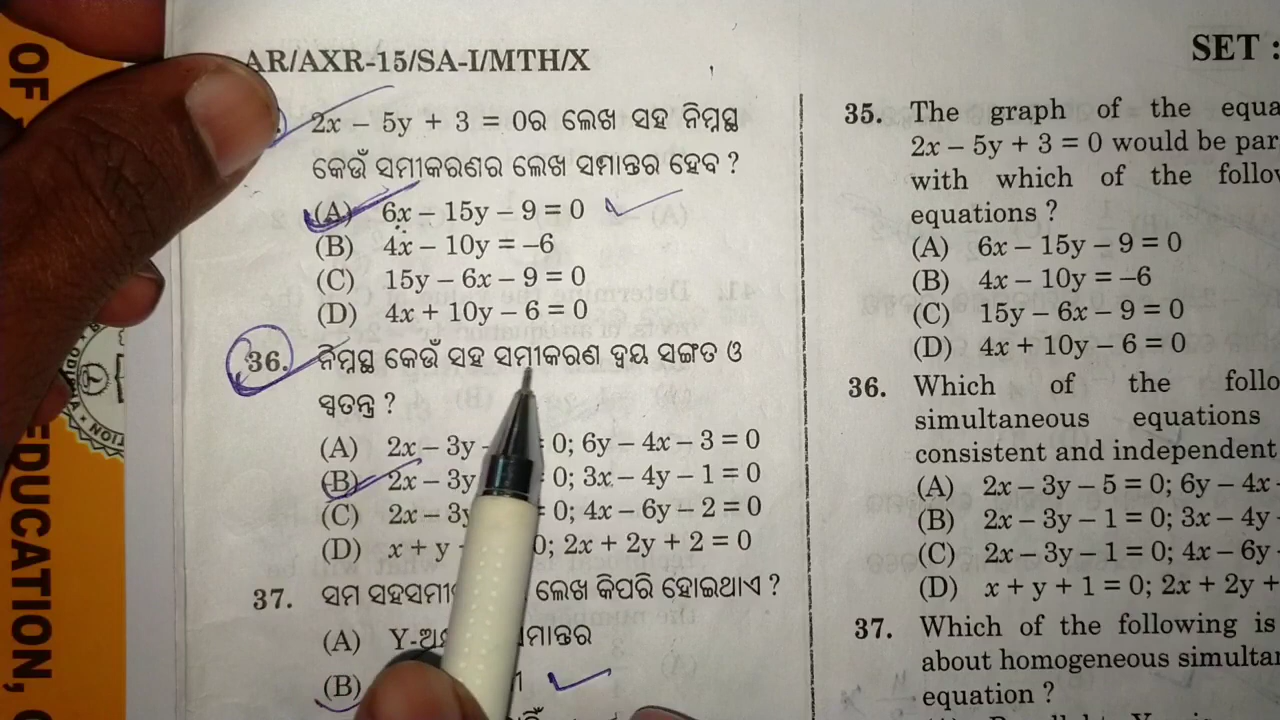 OF
EDUCATION,
AR/AXR-15/SA-I/MTH/X
SET :
2x – 5y + 3 = 0ର ଲେଖ ସହ ନିମ୍ନସ୍ଥ
କେଉଁ ସମୀକରଣର ଲେଖ ସମାନ୍ତର ହେବ ?
(A) 6x – 15y – 9 = 0
(B) 4x – 10y = –6
(C) 15y – 6x – 9 = 0
(D) 4x + 10y – 6 = 0
36. ନିମ୍ନସ୍ଥ କେଉଁ ସହ ସମୀକରଣ ଦ୍ୱୟ ସଙ୍ଗତ ଓ
ସ୍ୱତନ୍ତ୍ର ?
(A) 2x – 3y – = 0; 6y – 4x – 3 = 0
(B) 2x – 3y = 0; 3x – 4y – 1 = 0
(C) 2x – 3y = 0; 4x – 6y – 2 = 0
(D) x + y 0; 2x + 2y + 2 = 0
37. ସମ ସହସମୀ ଲେଖ କିପରି ହୋଇଥାଏ ?
(A) Y-ଅ ମାନ୍ତର
(B)
35. The graph of the equa
2x – 5y + 3 = 0 would be par
with which of the follov
equations ?
(A) 6x – 15y – 9 = 0
(B) 4x – 10y = –6
(C) 15y – 6x – 9 = 0
(D) 4x + 10y – 6 = 0
36. Which of the follo
simultaneous equations
consistent and independent
(A) 2x – 3y – 5 = 0; 6y – 4x
(B) 2x – 3y – 1 = 0; 3x – 4y
(C) 2x – 3y – 1 = 0; 4x – 6y
(D) x + y + 1 = 0; 2x + 2y +
37. Which of the following is
about homogeneous simultar
equation ?